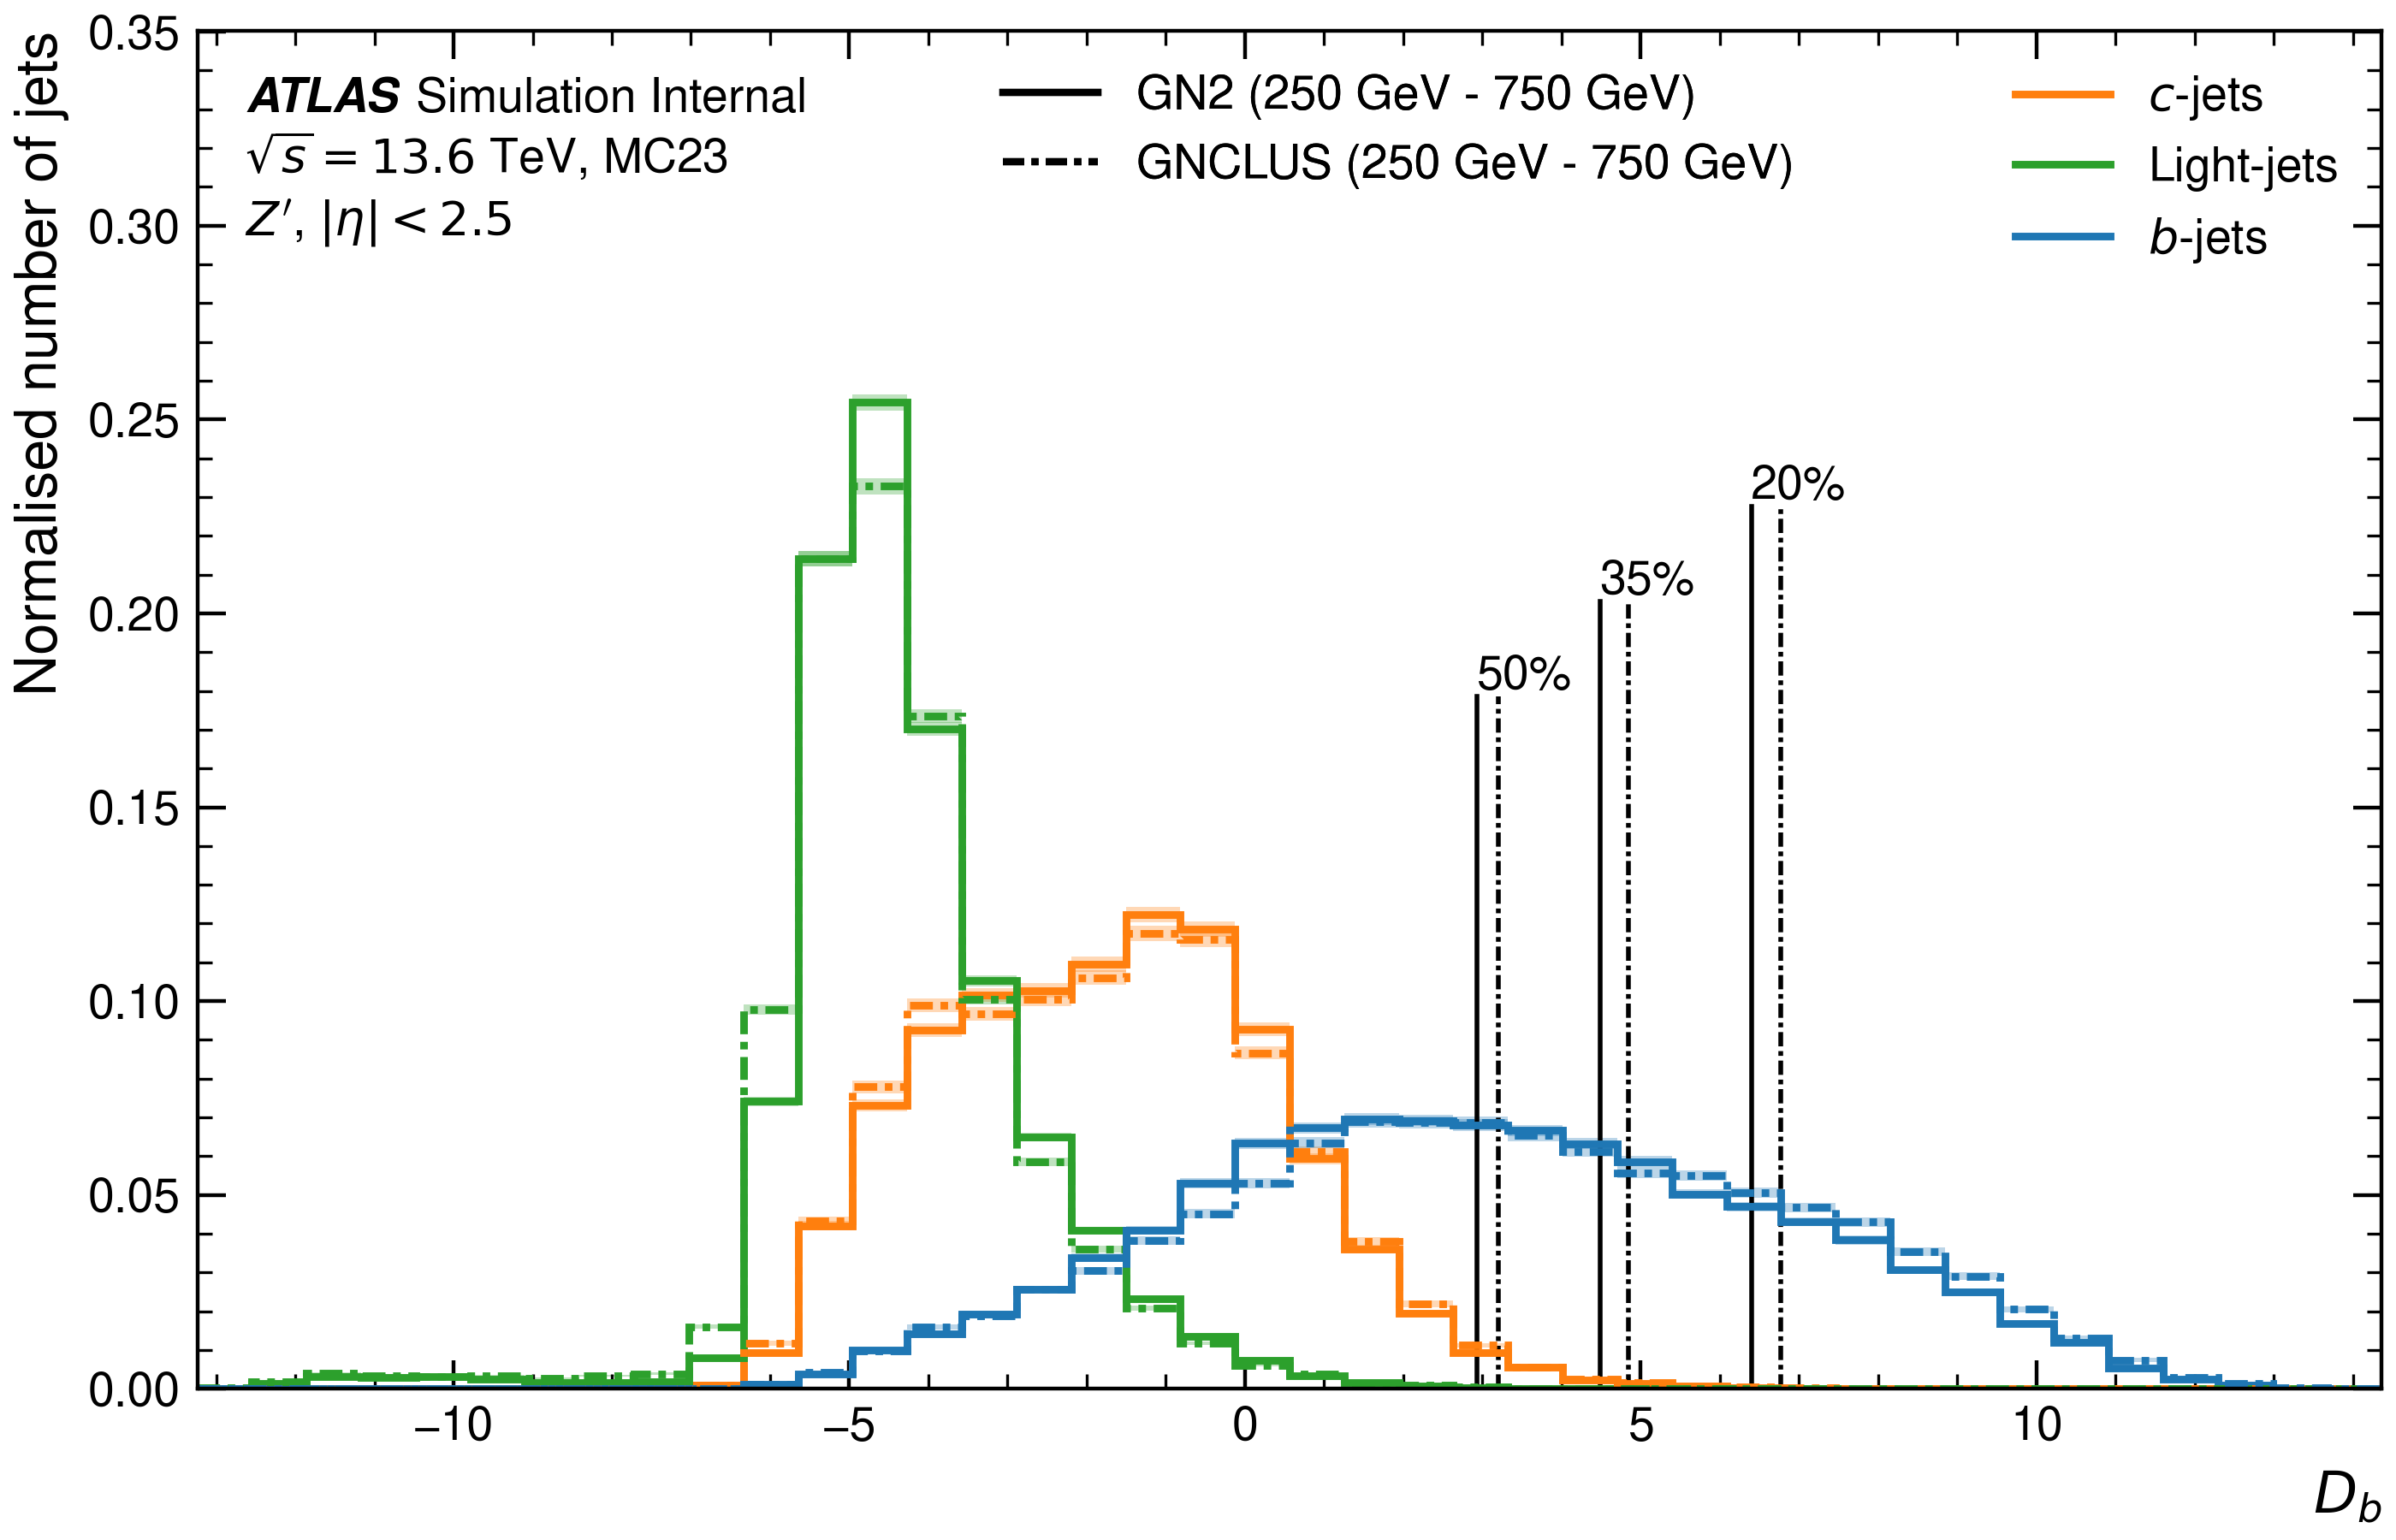 Normalised number of jets
0.35
0.30
0.25
0.20
0.15
0.10
0.05
0.00
ATLAS Simulation Internal
√s = 13.6 TeV, MC23
Z′, |η| < 2.5
GN2 (250 GeV - 750 GeV)
GNCLUS (250 GeV - 750 GeV)
c-jets
Light-jets
b-jets
20%
35%
50%
−10
−5
0
5
10
D_b